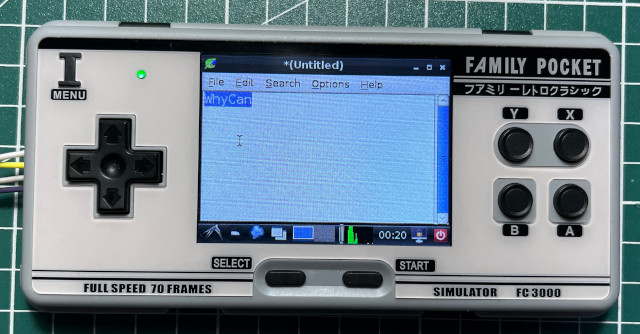 I
MENU
*(Untitled)
File Edit Search Options Help
WhyCan
00:20
FAMILY POCKET
ファミリーレトロクラシック
Y X
B A
SELECT START
FULL SPEED 70 FRAMES
SIMULATOR FC3000